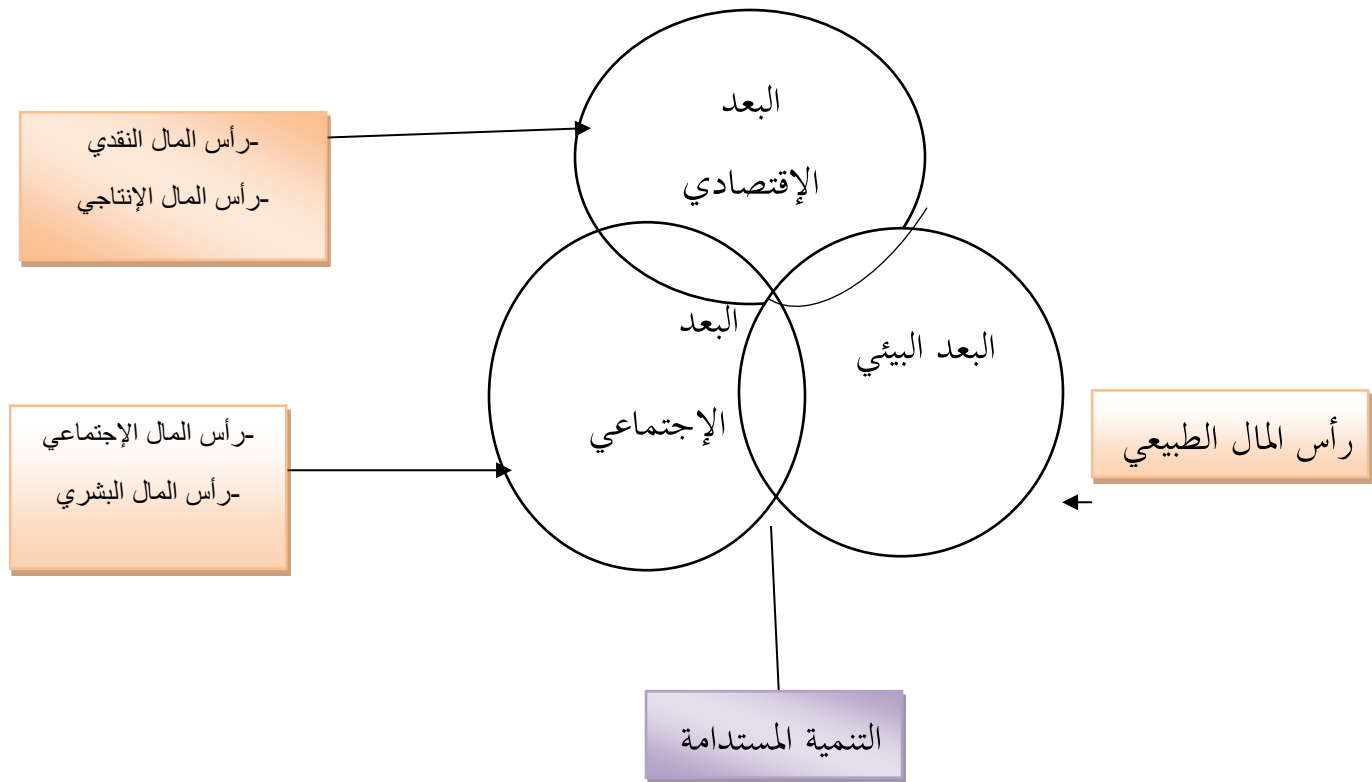 البعد
الإقتصادي
-رأس المال النقدي
-رأس المال الإنتاجي
البعد
الإجتماعي
البعد البيئي
رأس المال الطبيعي
-رأس المال الإجتماعي
-رأس المال البشري
التنمية المستدامة